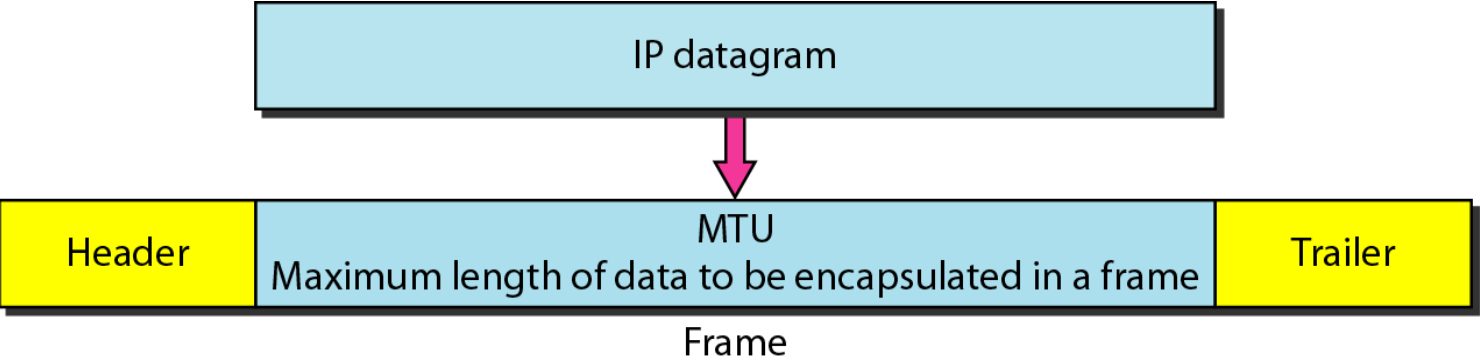 IP datagram
Header
MTU
Maximum length of data to be encapsulated in a frame
Trailer
Frame